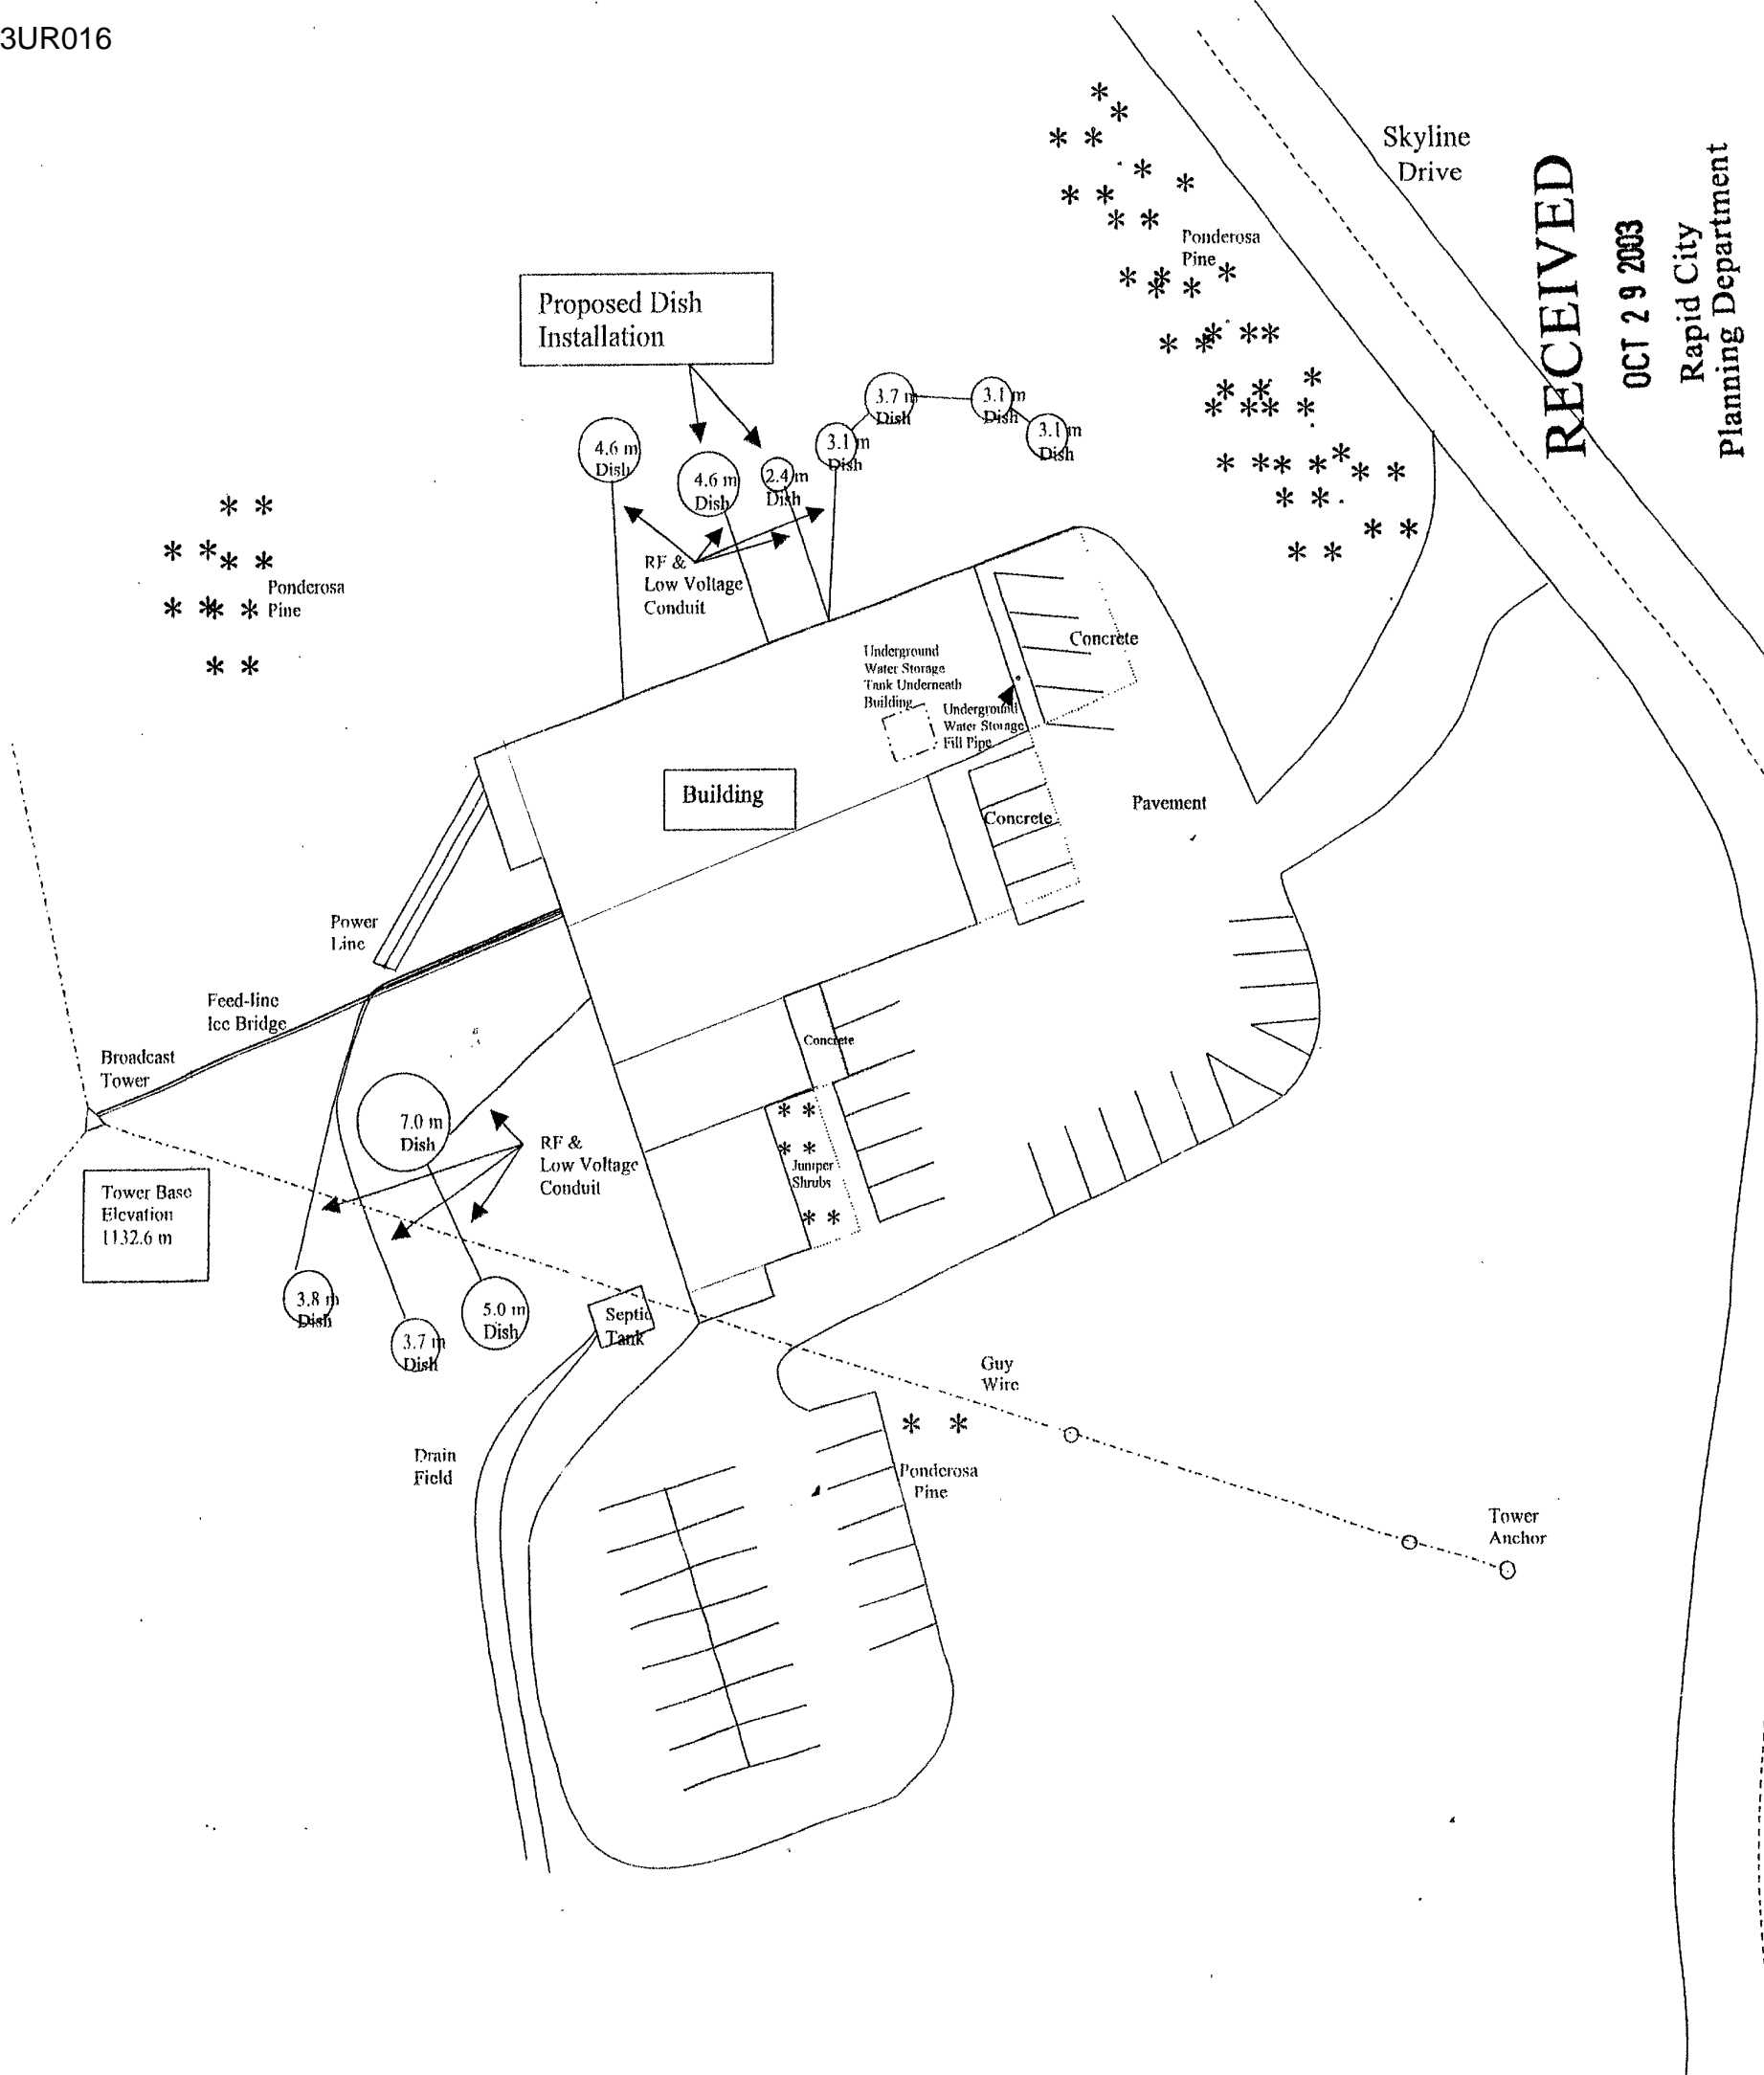 3UR016
Skyline
Drive
RECEIVED
OCT 29 2003
Rapid City
Planning Department
Ponderosa
Pine
Proposed Dish
Installation
4.6 m
Dish
4.6 m
Dish
2.4 m
Dish
3.1 m
Dish
3.7 m
Dish
3.1 m
Dish
3.1 m
Dish
RF &
Low Voltage
Conduit
Ponderosa
Pine
Underground
Water Storage
Tank Underneath
Building
Underground
Water Storage
Fill Pipe
Concrete
Building
Concrete
Pavement
Power
Line
Feed-line
Ice Bridge
Broadcast
Tower
Concrete
7.0 m
Dish
RF &
Low Voltage
Conduit
Juniper
Shrubs
Tower Base
Elevation
1132.6 m
3.8 m
Dish
3.7 m
Dish
5.0 m
Dish
Septic
Tank
Guy
Wire
Drain
Field
Ponderosa
Pine
Tower
Anchor